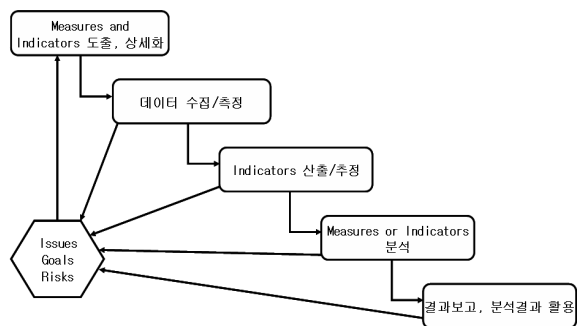 Measures and
Indicators 도출, 상세화
데이터 수집/측정
Indicators 산출/추정
Measures or Indicators
분석
결과보고, 분석결과 활용
Issues
Goals
Risks